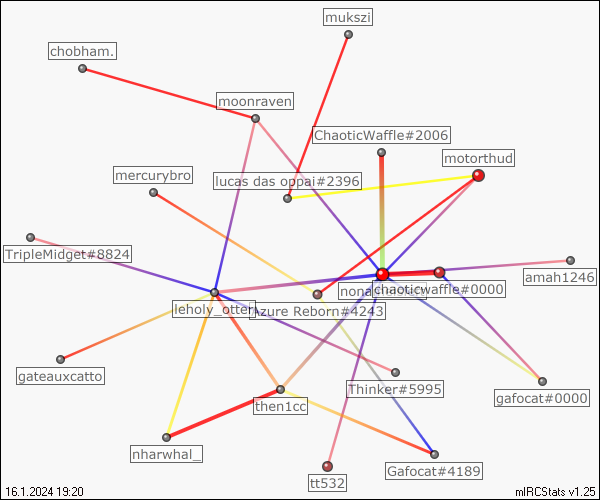 mukszi
chobham.
moonraven
ChaoticWaffle#2006
motorthud
mercurybro
lucas das oppai#2396
TripleMidget#8824
amah1246
chaoticwaffle#0000
leholy_otter
Azure Reborn#4243
gateauxcatto
Thinker#5995
gafocat#0000
then1cc
nharwhal_
Gafocat#4189
tt532
16.1.2024 19:20
mIRCStats v1.25